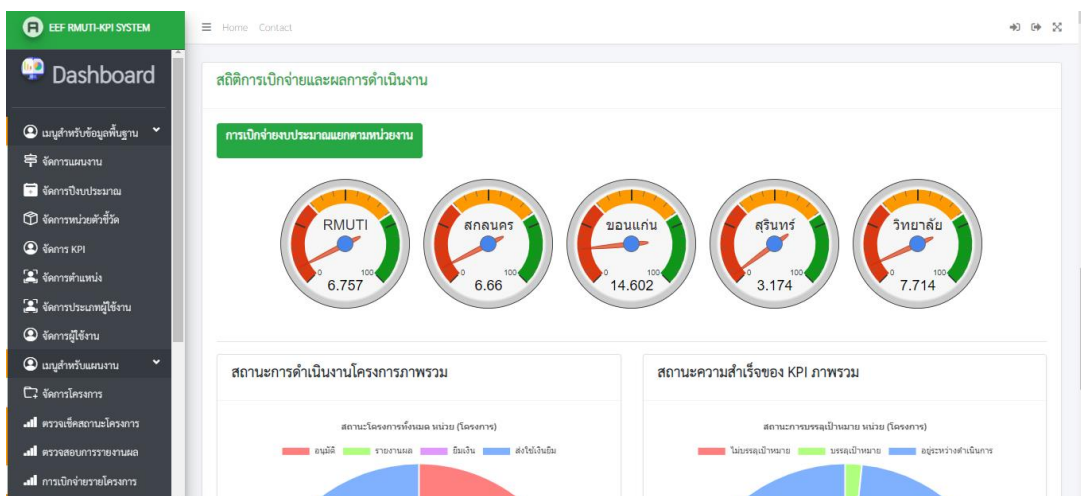 EEF RMUTI-KPI SYSTEM
Home Contact
Dashboard
เมนูสำหรับข้อมูลพื้นฐาน
จัดการแผนงาน
จัดการปีงบประมาณ
จัดการหน่วยตัวชี้วัด
จัดการ KPI
จัดการตำแหน่ง
จัดการประเภทผู้ใช้งาน
จัดการผู้ใช้งาน
เมนูสำหรับแผนงาน
จัดการโครงการ
ตรวจเช็คสถานะโครงการ
ตรวจสอบการรายงานผล
การเบิกจ่ายรายโครงการ
สถิติการเบิกจ่ายและผลการดำเนินงาน
การเบิกจ่ายงบประมาณแยกตามหน่วยงาน
RMUTI สกลนคร ขอนแก่น สุรินทร์ วิทยาลัย
0 100 0 100 0 100 0 100 0 100
6.757 6.66 14.602 3.174 7.714
สถานะการดำเนินงานโครงการภาพรวม
สถานะโครงการทั้งหมด หน่วย (โครงการ)
อนุมัติ รายงานผล ยืมเงิน ส่งใช้เงินยืม
สถานะความสำเร็จของ KPI ภาพรวม
สถานะการบรรลุเป้าหมาย หน่วย (โครงการ)
ไม่บรรลุเป้าหมาย บรรลุเป้าหมาย อยู่ระหว่างดำเนินการ